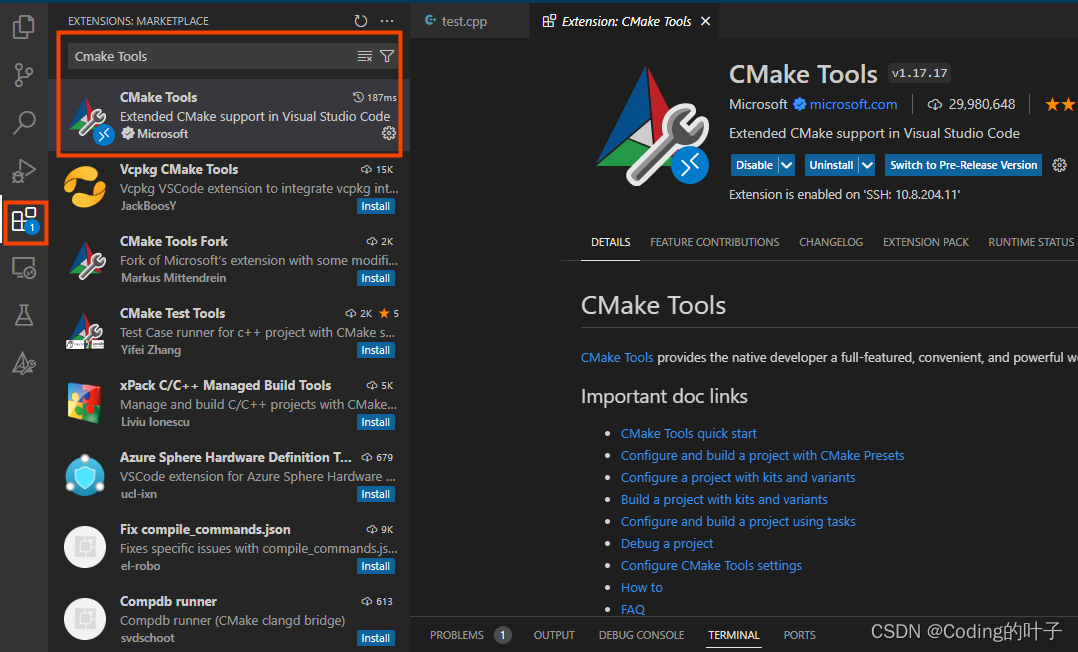 EXTENSIONS: MARKETPLACE
Cmake Tools
CMake Tools
187ms
Extended CMake support in Visual Studio Code
Microsoft
Vcpkg CMake Tools
15K
Vcpkg VSCode extension to integrate vcpkg int...
JackBoosY
Install
CMake Tools Fork
2K
Fork of Microsoft's extension with some modifi...
Markus Mittendrein
Install
CMake Test Tools
2K
5
Test Case runner for c++ project with CMake s...
Yifei Zhang
Install
xPack C/C++ Managed Build Tools
5K
Manage and build C/C++ projects with CMake...
Liviu Ionescu
Install
Azure Sphere Hardware Definition T...
679
VSCode extension for Azure Sphere Hardware ...
ucl-ixn
Install
Fix compile_commands.json
9K
Fixes specific issues with compile_commands.js...
el-robo
Install
Compdb runner
613
Compdb runner (CMake clangd bridge)
svdschoot
Install
1
test.cpp
Extension: CMake Tools
CMake Tools
v1.17.17
Microsoft
microsoft.com
29,980,648
Extended CMake support in Visual Studio Code
Disable
Uninstall
Switch to Pre-Release Version
Extension is enabled on 'SSH: 10.8.204.11'
DETAILS
FEATURE CONTRIBUTIONS
CHANGELOG
EXTENSION PACK
RUNTIME STATUS
CMake Tools
CMake Tools provides the native developer a full-featured, convenient, and powerful w
Important doc links
CMake Tools quick start
Configure and build a project with CMake Presets
Configure a project with kits and variants
Build a project with kits and variants
Configure and build a project using tasks
Debug a project
Configure CMake Tools settings
How to
FAQ
PROBLEMS
1
OUTPUT
DEBUG CONSOLE
TERMINAL
PORTS
CSDN @Coding的叶子